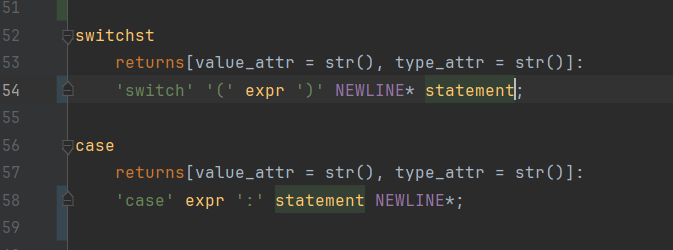 51
52 switchst
53 returns[value_attr = str(), type_attr = str()]:
54 'switch' '(' expr ')' NEWLINE* statement;
55
56 case
57 returns[value_attr = str(), type_attr = str()]:
58 'case' expr ':' statement NEWLINE*;
59